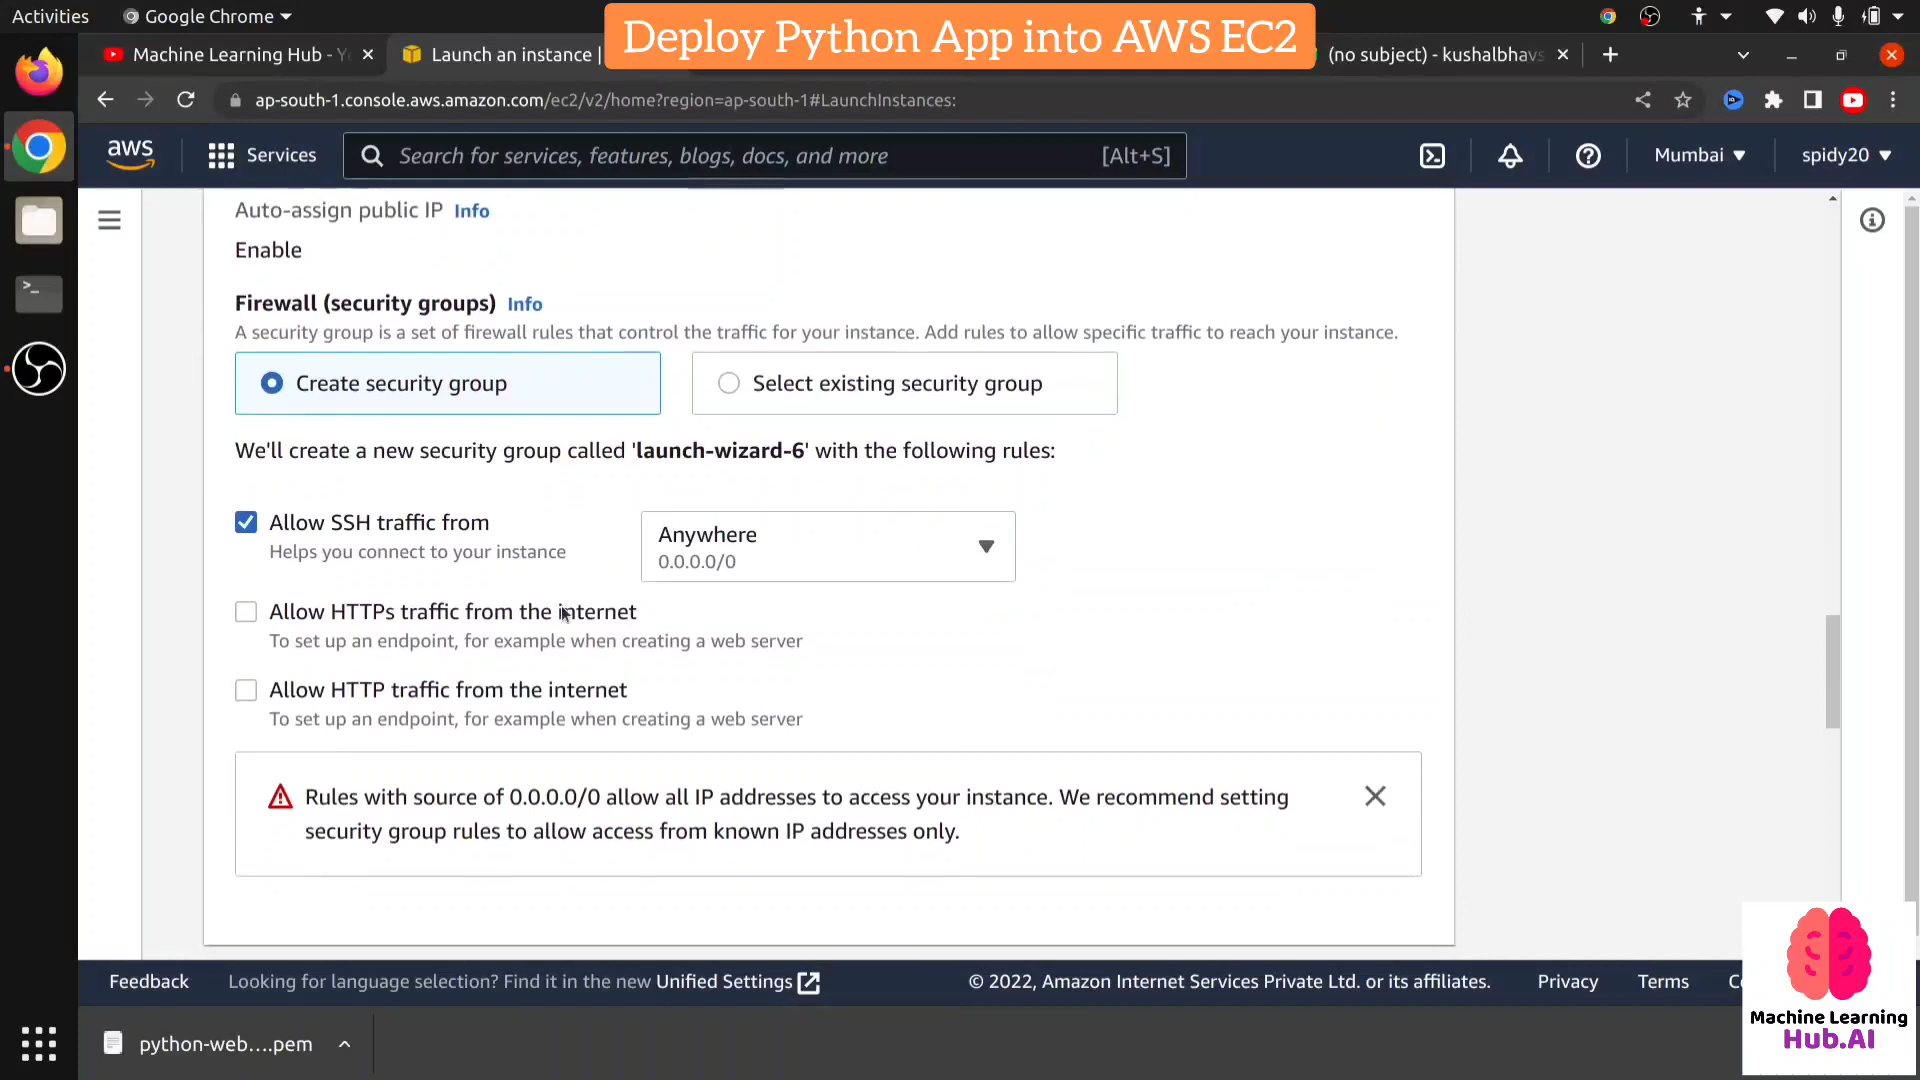 Activities
Google Chrome
Deploy Python App into AWS EC2
Machine Learning Hub - Y
Launch an instance |
(no subject) - kushalbhavs
ap-south-1.console.aws.amazon.com/ec2/v2/home?region=ap-south-1#LaunchInstances:
aws
Services
Search for services, features, blogs, docs, and more
[Alt+S]
Mumbai
spidy20
Auto-assign public IP Info
Enable
Firewall (security groups) Info
A security group is a set of firewall rules that control the traffic for your instance. Add rules to allow specific traffic to reach your instance.
Create security group
Select existing security group
We'll create a new security group called 'launch-wizard-6' with the following rules:
Allow SSH traffic from
Helps you connect to your instance
Anywhere
0.0.0.0/0
Allow HTTPs traffic from the internet
To set up an endpoint, for example when creating a web server
Allow HTTP traffic from the internet
To set up an endpoint, for example when creating a web server
Rules with source of 0.0.0.0/0 allow all IP addresses to access your instance. We recommend setting
security group rules to allow access from known IP addresses only.
Feedback
Looking for language selection? Find it in the new Unified Settings
© 2022, Amazon Internet Services Private Ltd. or its affiliates.
Privacy
Terms
python-web....pem
Machine Learning
Hub.AI